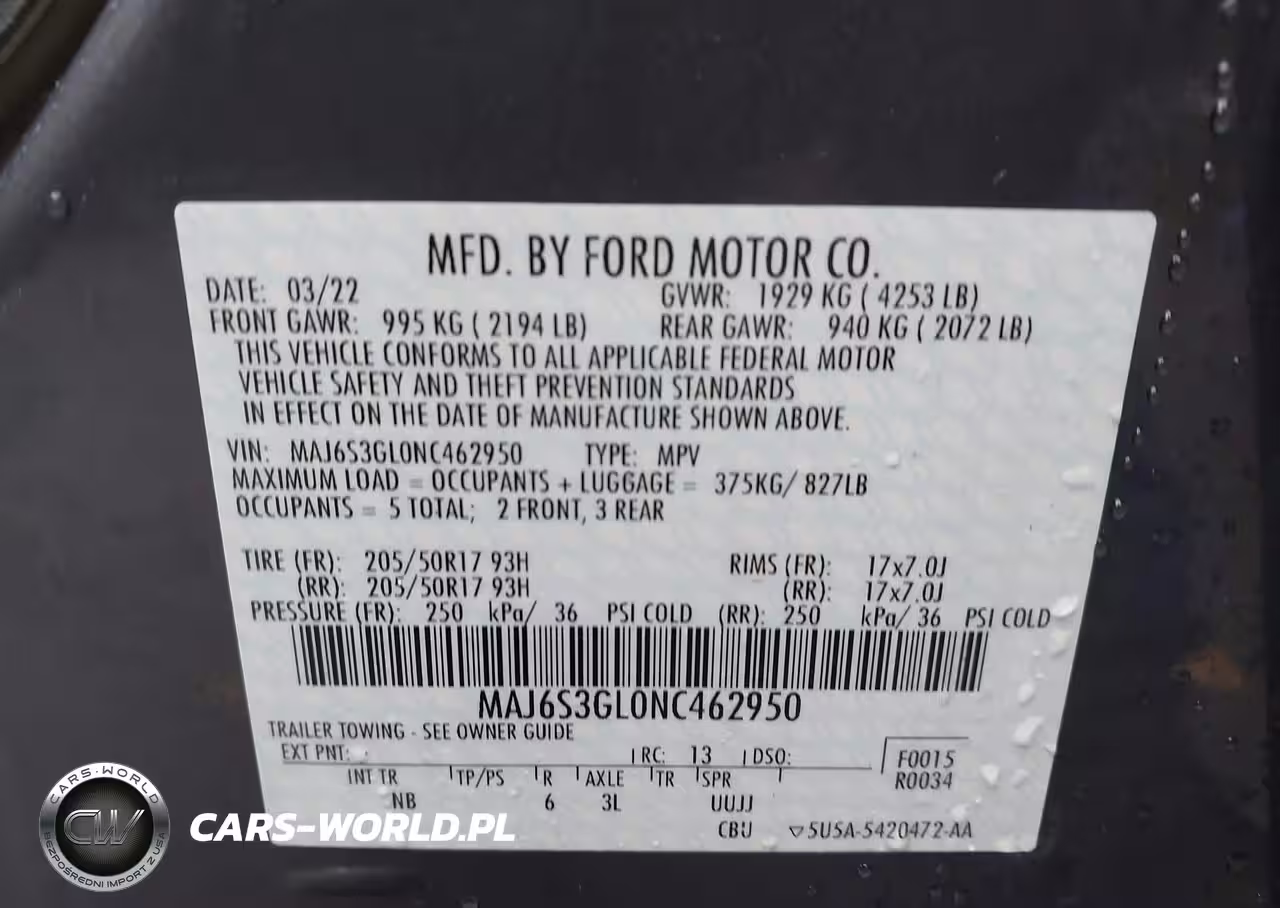 MFD. BY FORD MOTOR CO.
DATE: 03/22 GVWR: 1929 KG ( 4253 LB)
FRONT GAWR: 995 KG ( 2194 LB) REAR GAWR: 940 KG ( 2072 LB)
THIS VEHICLE CONFORMS TO ALL APPLICABLE FEDERAL MOTOR
VEHICLE SAFETY AND THEFT PREVENTION STANDARDS
IN EFFECT ON THE DATE OF MANUFACTURE SHOWN ABOVE.
VIN: MAJ6S3GL0NC462950 TYPE: MPV
MAXIMUM LOAD = OCCUPANTS + LUGGAGE = 375KG/ 827LB
OCCUPANTS = 5 TOTAL; 2 FRONT, 3 REAR
TIRE (FR): 205/50R17 93H RIMS (FR): 17x7.0J
(RR): 205/50R17 93H (RR): 17x7.0J
PRESSURE (FR): 250 kPa/ 36 PSI COLD (RR): 250 kPa/ 36 PSI COLD
MAJ6S3GL0NC462950
TRAILER TOWING - SEE OWNER GUIDE
EXT PNT: RC: 13 DSO: F0015
R0034
INT TR TP/PS R AXLE TR SPR
NB 6 3L UUJJ
CBU 5U5A-5420472-AA
CARS-WORLD
CW
BEZPOŚREDNI IMPORT Z USA
CARS-WORLD.PL